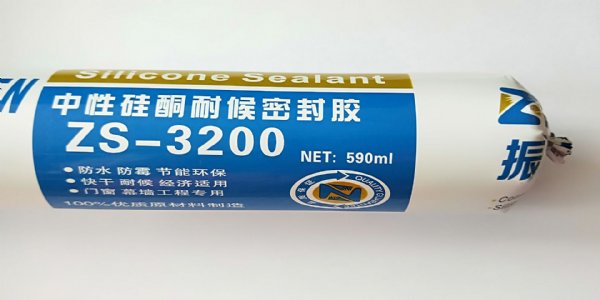 Silicone Sealant
中性硅酮耐候密封胶
ZS-3200
NET: 590ml
• 防水 防霉 节能环保
• 快干 耐候 经济适用
• 门窗 幕墙工程专用
100%优质原材料制造
振